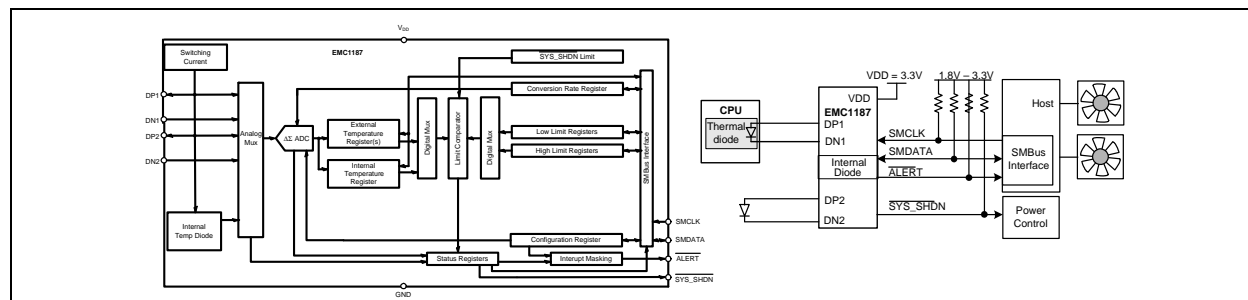 VDD
EMC1187
Switching
Current
SYS_SHDN Limit
Conversion Rate Register
DP1
DN1
DP2
DN2
Analog
Mux
ΔΣ ADC
External
Temperature
Register(s)
Internal
Temperature
Register
Digital Mux
Limit Comparator
Digital Mux
Low Limit Registers
High Limit Registers
SMBus Interface
Internal
Temp Diode
Configuration Register
Status Registers
Interupt Masking
SMCLK
SMDATA
ALERT
SYS_SHDN
GND
VDD = 3.3V
1.8V – 3.3V
CPU
Thermal
diode
VDD
EMC1187
DP1
DN1
Internal
Diode
DP2
DN2
SMCLK
SMDATA
ALERT
SYS_SHDN
Host
SMBus
Interface
Power
Control